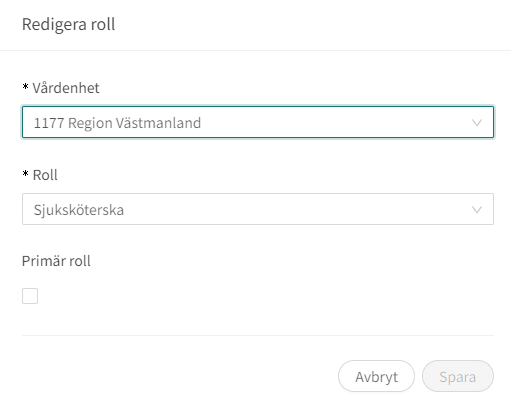 Redigera roll
* Vårdenhet
1177 Region Västmanland
* Roll
Sjuksköterska
Primär roll
Avbryt
Spara